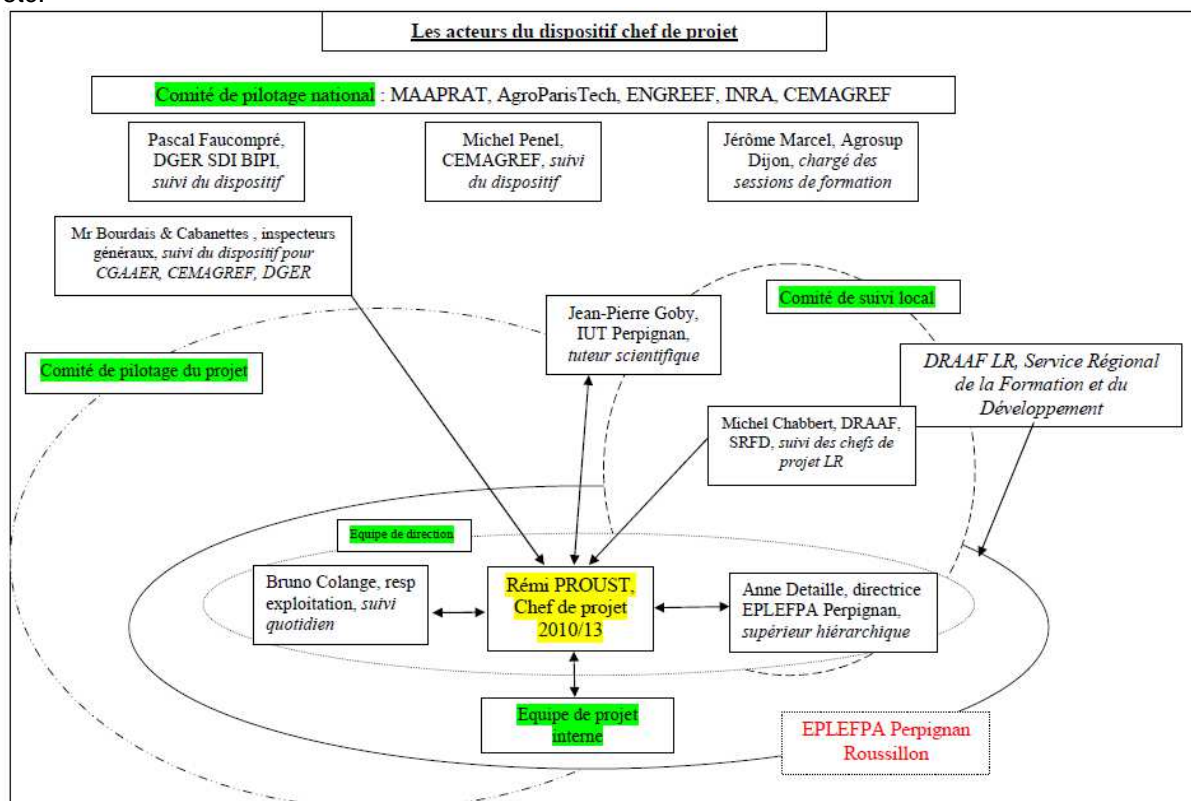 Les acteurs du dispositif chef de projet
Comité de pilotage national : MAAPRAT, AgroParisTech, ENGREEF, INRA, CEMAGREF
Pascal Faucompré,
DGER SDI BIPI,
suivi du dispositif
Michel Penel,
CEMAGREF, suivi
du dispositif
Jérôme Marcel, Agrosup
Dijon, chargé des
sessions de formation
Mr Bourdais & Cabanettes , inspecteurs
généraux, suivi du dispositif pour
CGAAER, CEMAGREF, DGER
Jean-Pierre Goby,
IUT Perpignan,
tuteur scientifique
Comité de suivi local
Comité de pilotage du projet
DRAAF LR, Service Régional
de la Formation et du
Développement
Michel Chabbert, DRAAF,
SRFD, suivi des chefs de
projet LR
Equipe de direction
Bruno Colange, resp
exploitation, suivi
quotidien
Rémi PROUST,
Chef de projet
2010/13
Anne Detaille, directrice
EPLEFPA Perpignan,
supérieur hiérarchique
Equipe de projet
interne
EPLEFPA Perpignan
Roussillon